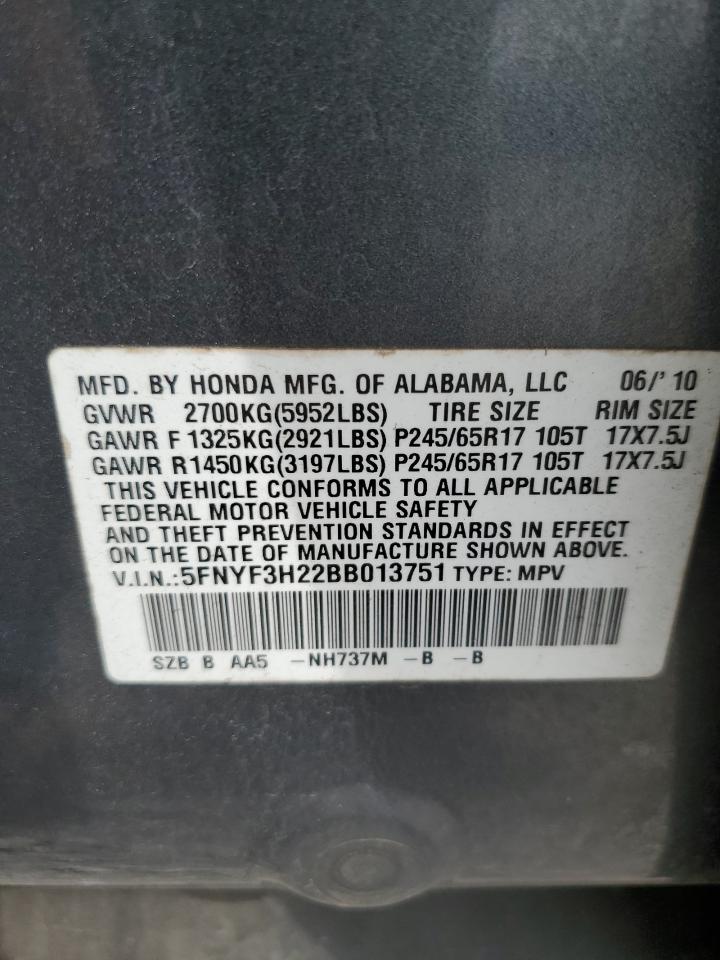 MFD. BY HONDA MFG. OF ALABAMA, LLC 06/'10
GVWR 2700KG(5952LBS) TIRE SIZE RIM SIZE
GAWR F 1325KG(2921LBS) P245/65R17 105T 17X7.5J
GAWR R1450KG(3197LBS) P245/65R17 105T 17X7.5J
THIS VEHICLE CONFORMS TO ALL APPLICABLE
FEDERAL MOTOR VEHICLE SAFETY
AND THEFT PREVENTION STANDARDS IN EFFECT
ON THE DATE OF MANUFACTURE SHOWN ABOVE.
V.I.N.:5FNYF3H22BB013751 TYPE: MPV
SZB B AA5 -NH737M -B -B